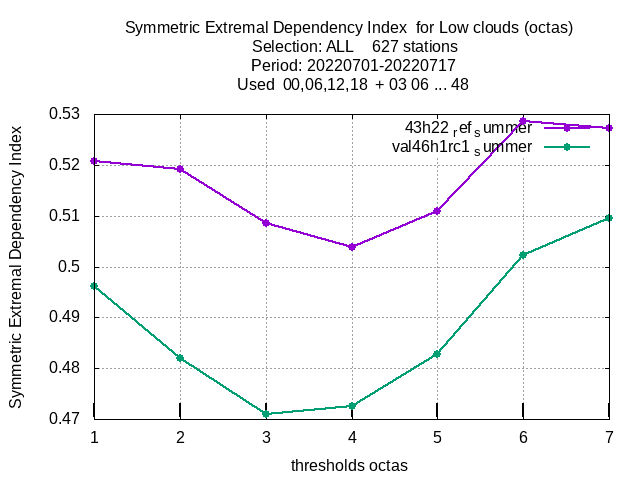 Symmetric Extremal Dependency Index  for Low clouds (octas)
Selection: ALL    627 stations
Period: 20220701-20220717
Used  00,06,12,18  + 03 06 ... 48
0.53
0.52
0.51
0.5
0.49
0.48
0.47
Symmetric Extremal Dependency Index
43h22 ref summer
val46h1rc1 summer
1 2 3 4 5 6 7
thresholds octas